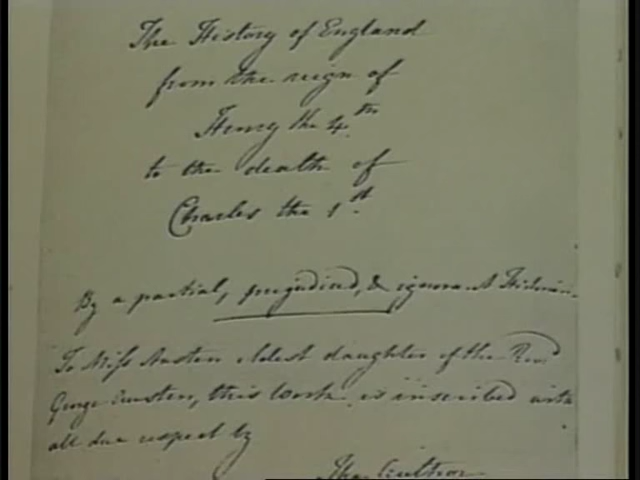 The History of England
from the reign of
Henry the 4th
to the death of
Charles the 1st
By a partial, prejudiced, & ignorant Historian.
To Miss Austen eldest daughter of the Revd
George Austen, this work is inscribed with
all due respect by
The Author